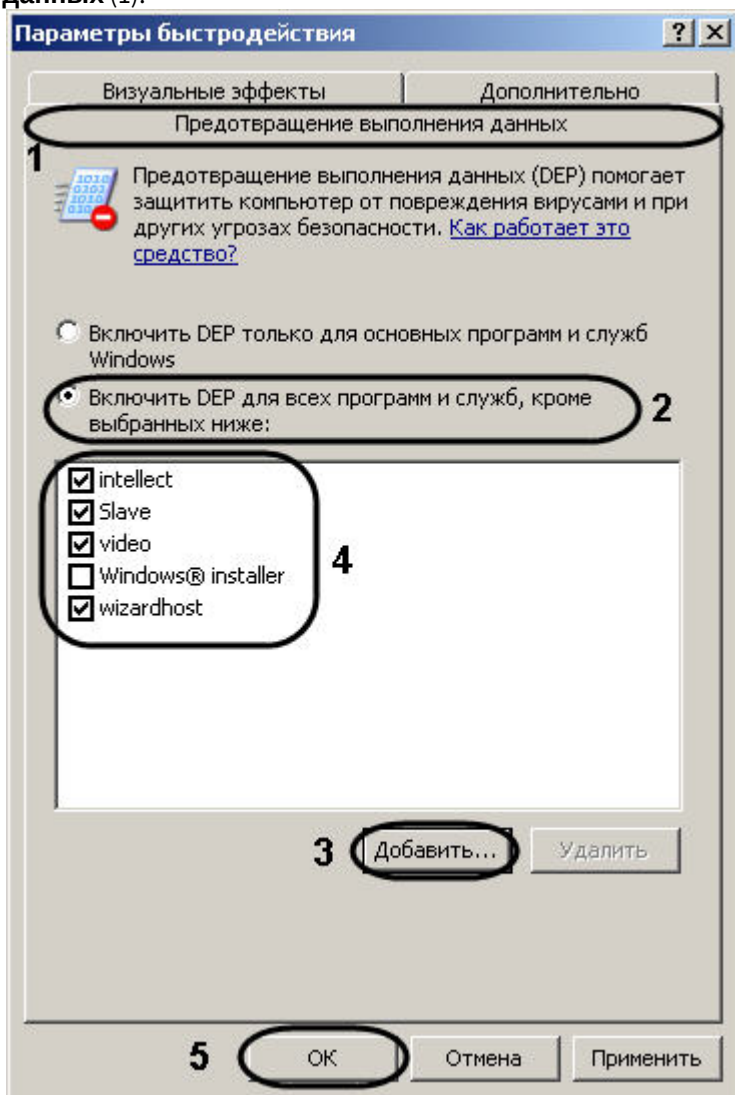 данных (1).
Параметры быстродействия
Визуальные эффекты Дополнительно
Предотвращение выполнения данных
1
Предотвращение выполнения данных (DEP) помогает
защитить компьютер от повреждения вирусами и при
других угрозах безопасности. Как работает это
средство?
Включить DEP только для основных программ и служб
Windows
Включить DEP для всех программ и служб, кроме
выбранных ниже:
2
intellect
Slave
video
4
Windows® installer
wizardhost
3 Добавить... Удалить
5 ОК Отмена Применить